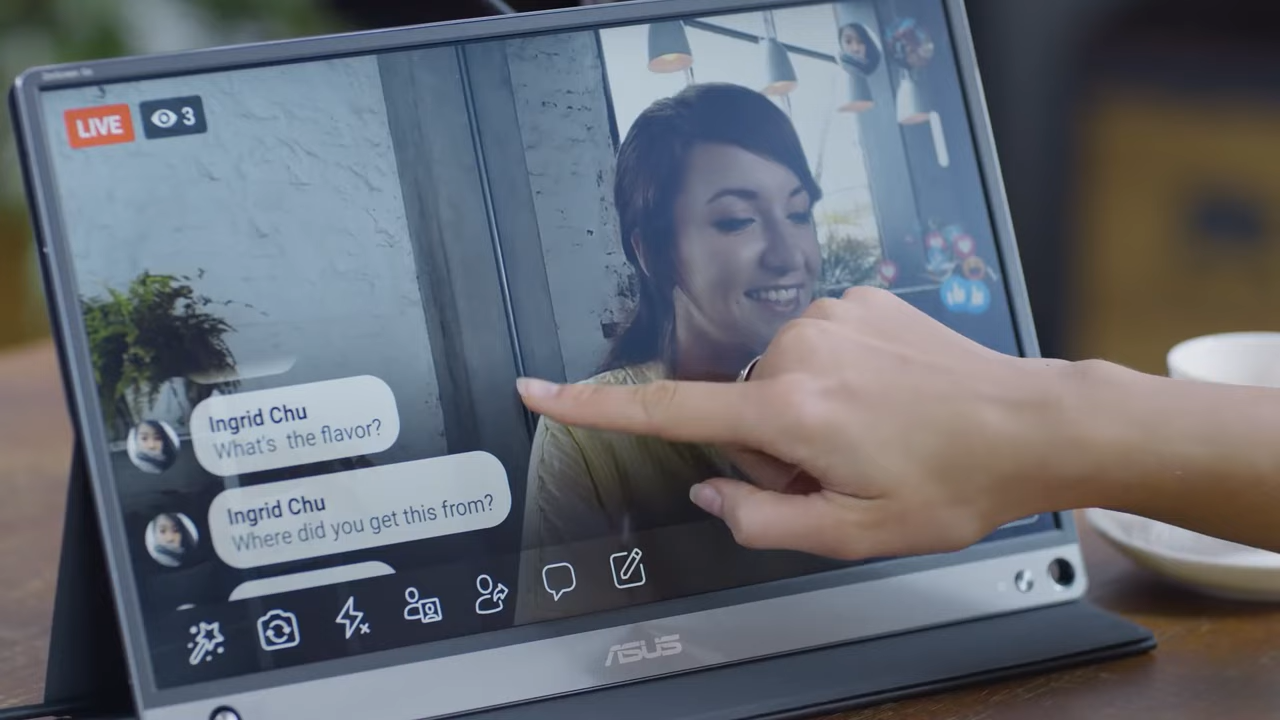 LIVE
3
Ingrid Chu
What's the flavor?
Ingrid Chu
Where did you get this from?
ASUS